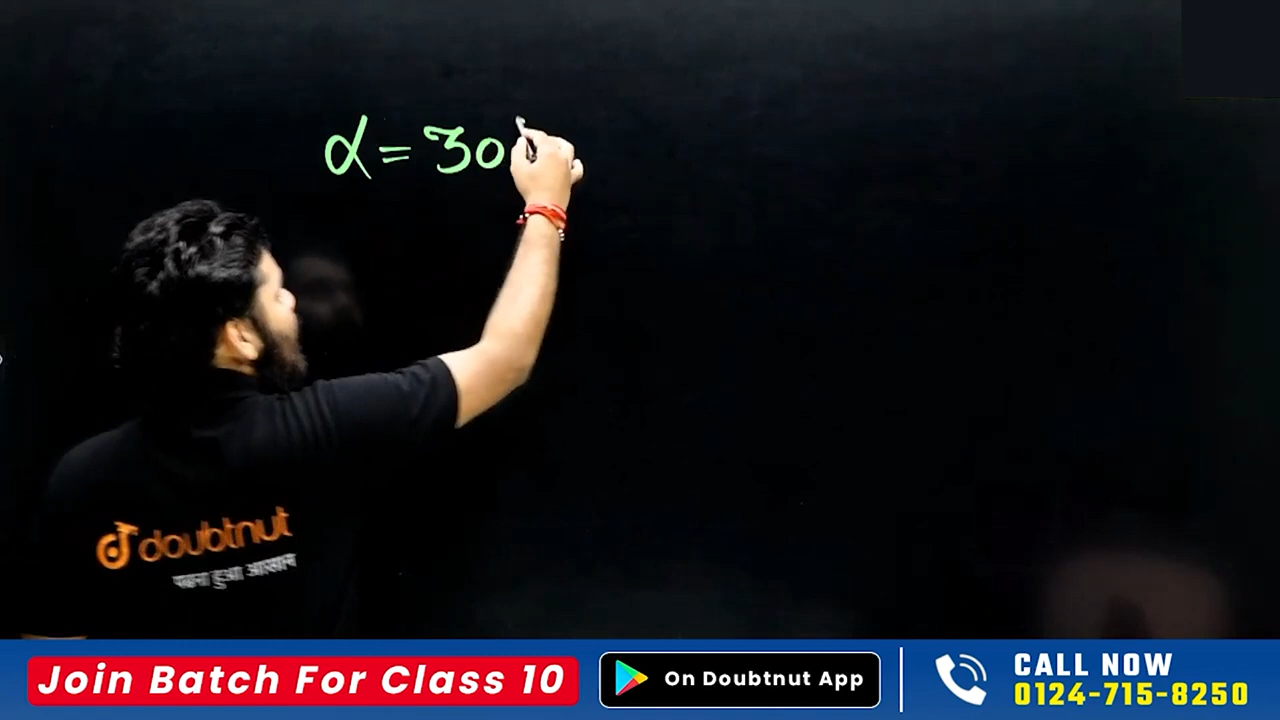 α = 30
doubtnut
पढ़ना हुआ आसान
Join Batch For Class 10
On Doubtnut App
CALL NOW
0124-715-8250